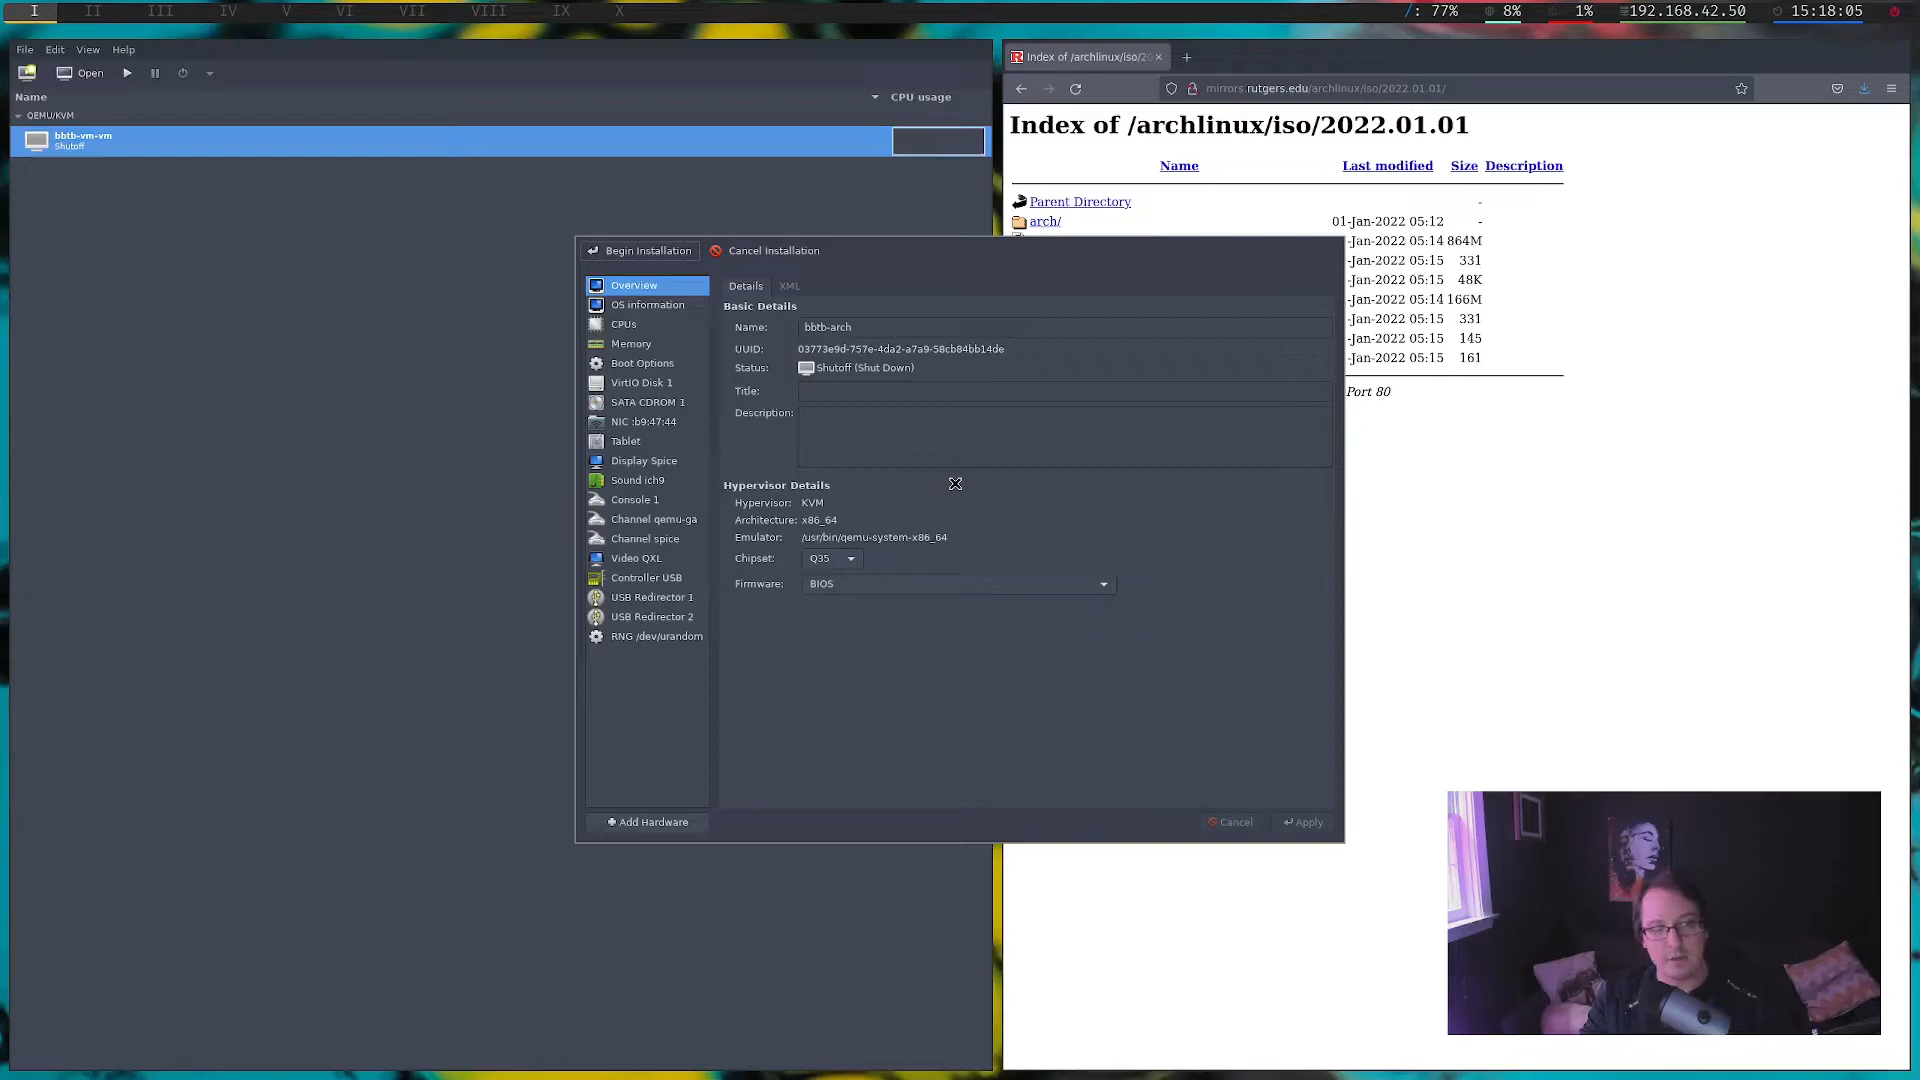 I II III IV V VI VII VIII IX X /: 77% 8% 1% 192.168.42.50 15:18:05
File Edit View Help
Open
Name CPU usage
QEMU/KVM
bbtb-vm-vm
Shutoff
Index of /archlinux/iso/20
mirrors.rutgers.edu/archlinux/iso/2022.01.01/
Index of /archlinux/iso/2022.01.01
Name Last modified Size Description
Parent Directory -
arch/ 01-Jan-2022 05:12 -
-Jan-2022 05:14 864M
-Jan-2022 05:15 331
-Jan-2022 05:15 48K
-Jan-2022 05:14 166M
-Jan-2022 05:15 331
-Jan-2022 05:15 145
-Jan-2022 05:15 161
Port 80
Begin Installation Cancel Installation
Overview
OS information
CPUs
Memory
Boot Options
VirtIO Disk 1
SATA CDROM 1
NIC :b9:47:44
Tablet
Display Spice
Sound ich9
Console 1
Channel qemu-ga
Channel spice
Video QXL
Controller USB
USB Redirector 1
USB Redirector 2
RNG /dev/urandom
Add Hardware
Details XML
Basic Details
Name: bbtb-arch
UUID: 03773e9d-757e-4da2-a7a9-58cb84bb14de
Status: Shutoff (Shut Down)
Title:
Description:
Hypervisor Details
Hypervisor: KVM
Architecture: x86_64
Emulator: /usr/bin/qemu-system-x86_64
Chipset: Q35
Firmware: BIOS
Cancel Apply